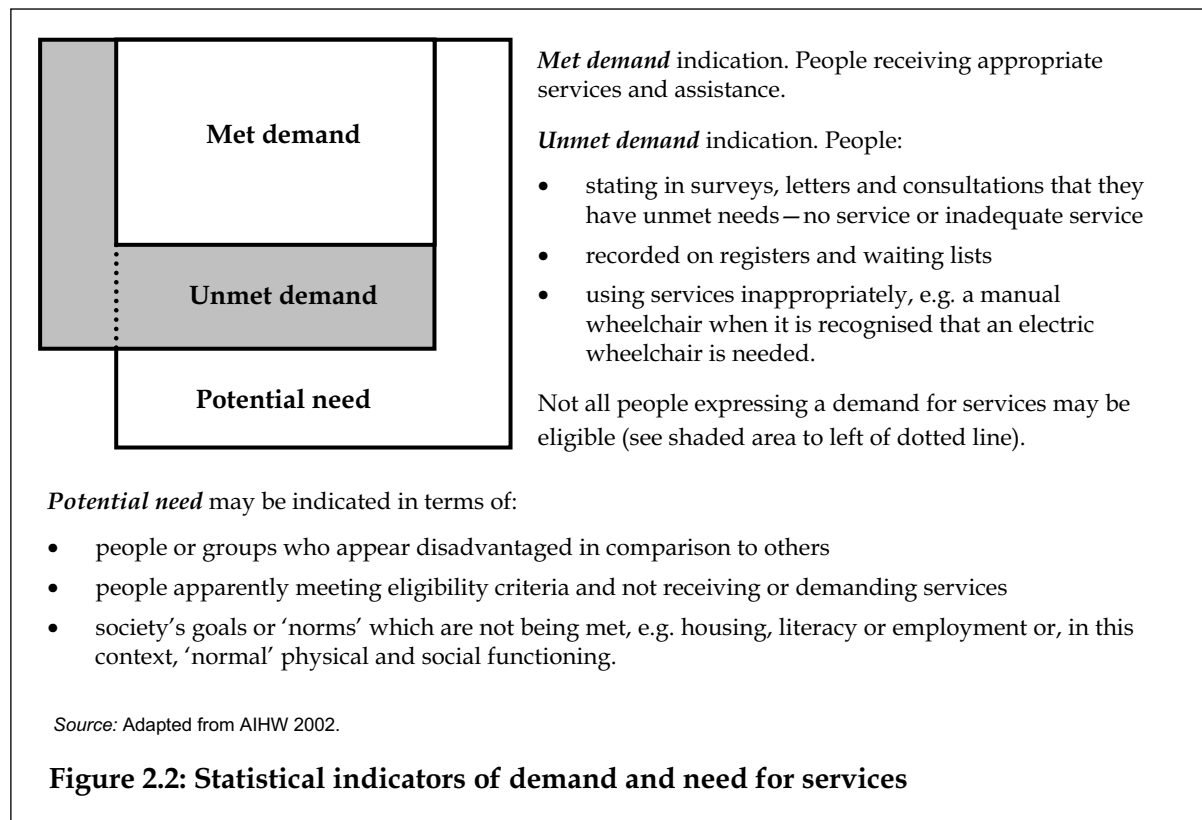 Met demand
Unmet demand
Potential need
Met demand indication. People receiving appropriate
services and assistance.
Unmet demand indication. People:
• stating in surveys, letters and consultations that they
have unmet needs—no service or inadequate service
• recorded on registers and waiting lists
• using services inappropriately, e.g. a manual
wheelchair when it is recognised that an electric
wheelchair is needed.
Not all people expressing a demand for services may be
eligible (see shaded area to left of dotted line).
Potential need may be indicated in terms of:
• people or groups who appear disadvantaged in comparison to others
• people apparently meeting eligibility criteria and not receiving or demanding services
• society’s goals or ‘norms’ which are not being met, e.g. housing, literacy or employment or, in this
context, ‘normal’ physical and social functioning.
Source: Adapted from AIHW 2002.
Figure 2.2: Statistical indicators of demand and need for services